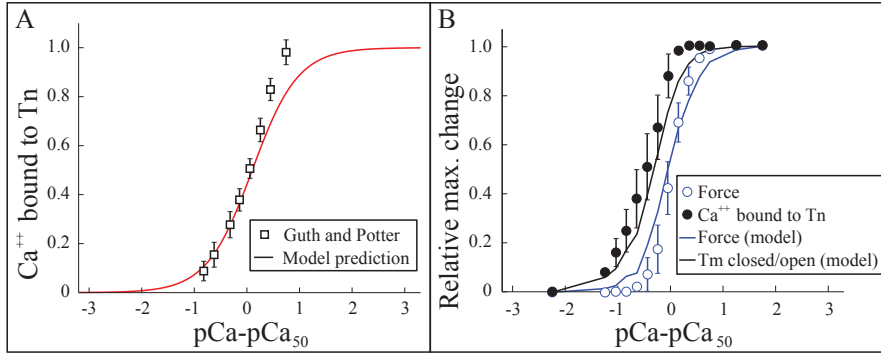 A
Ca⁺⁺ bound to Tn
1.0
0.8
0.6
0.4
0.2
0
-3 -2 -1 0 1 2 3
pCa-pCa₅₀
Guth and Potter
Model prediction
B
Relative max. change
1.0
0.8
0.6
0.4
0.2
0
-3 -2 -1 0 1 2 3
pCa-pCa₅₀
Force
Ca⁺⁺ bound to Tn
Force (model)
Tm closed/open (model)